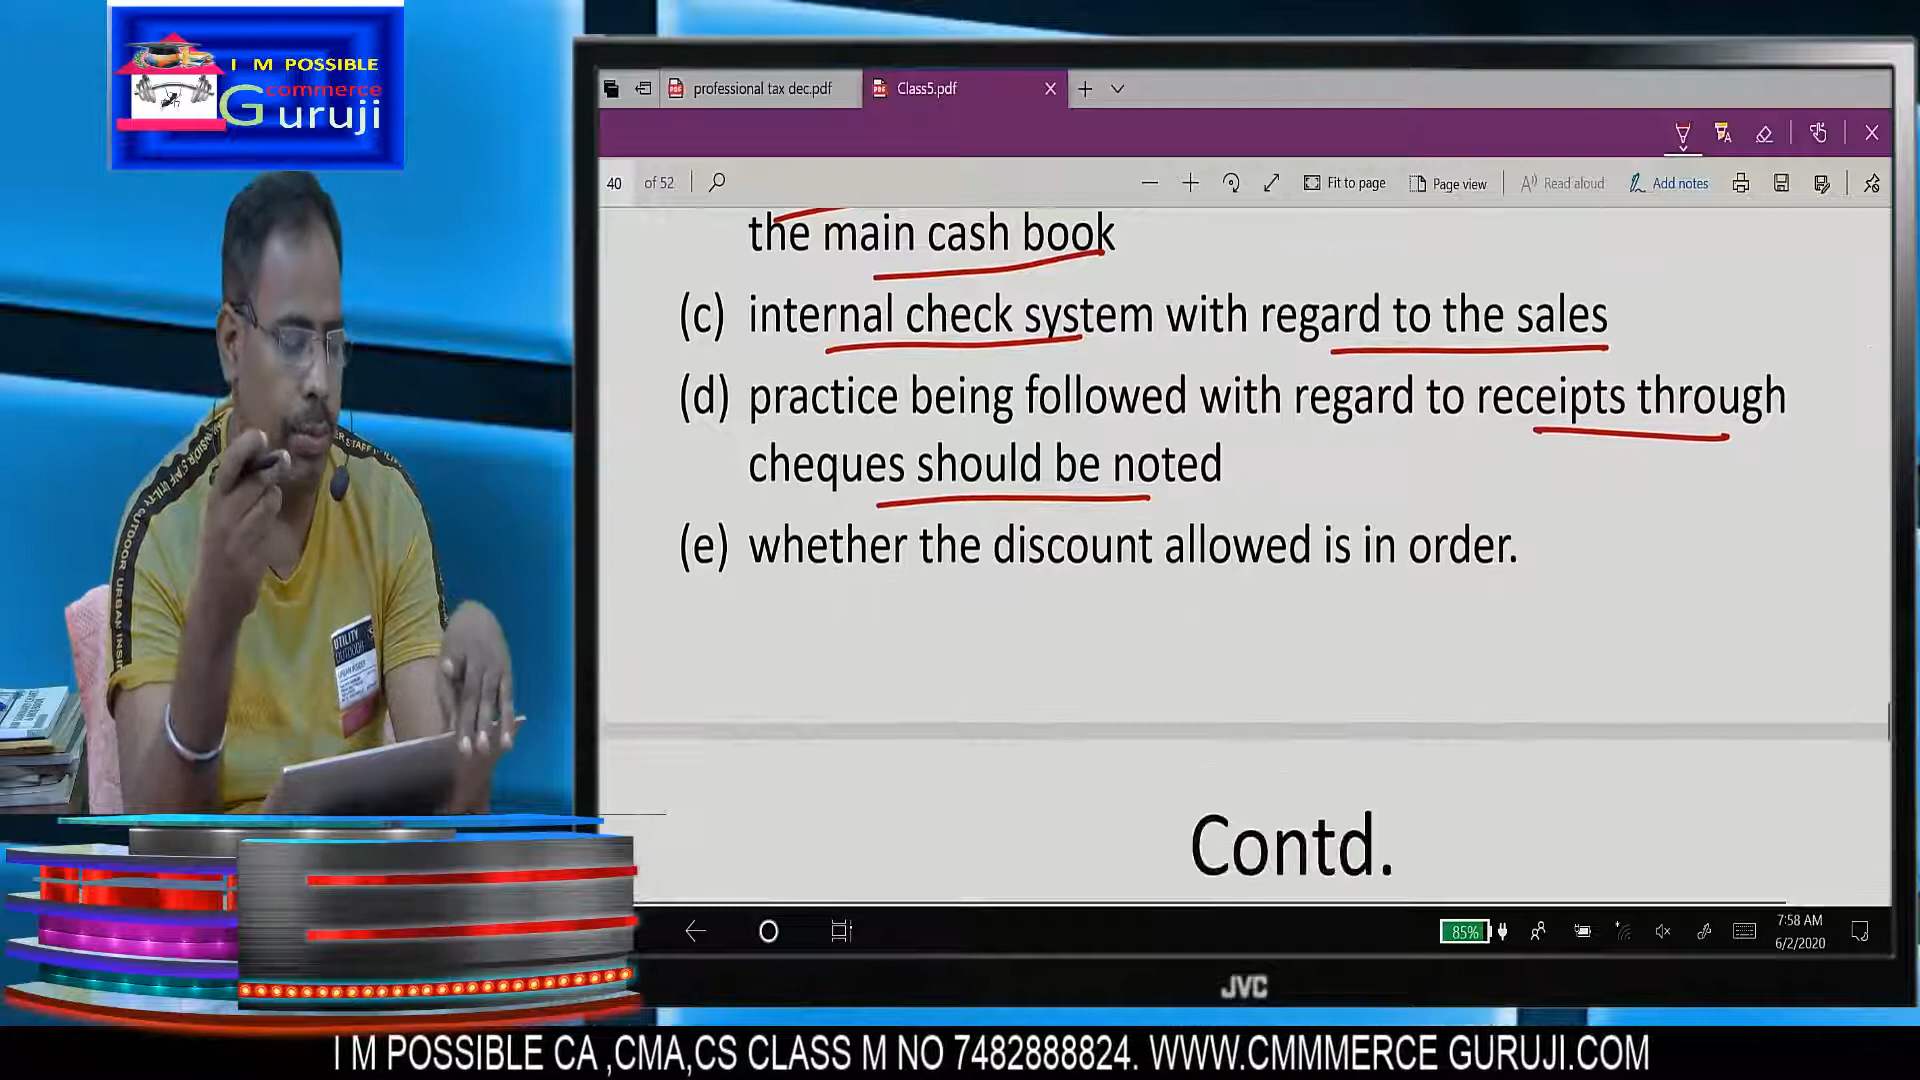 I M POSSIBLE
commerce
Guruji
professional tax dec.pdf
Class5.pdf
40 of 52
Fit to page
Page view
Read aloud
Add notes
the main cash book
(c) internal check system with regard to the sales
(d) practice being followed with regard to receipts through
cheques should be noted
(e) whether the discount allowed is in order.
Contd.
85%
7:58 AM
6/2/2020
JVC
UTILITY
OUTDOOR
I M POSSIBLE CA ,CMA,CS CLASS M NO 7482888824. WWW.CMMMERCE GURUJI.COM